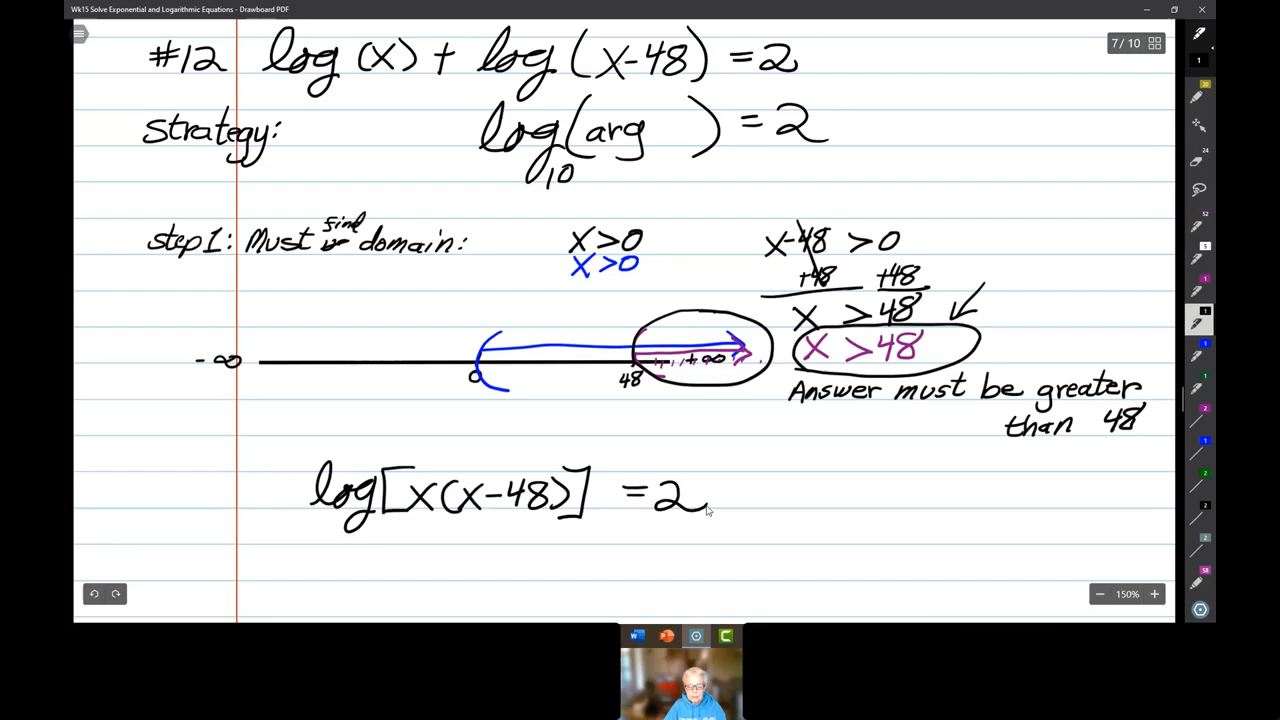 Wk15 Solve Exponential and Logarithmic Equations - Drawboard PDF
7 / 10
#12 log(x) + log(x-48) = 2
strategy: log₁₀(arg ) = 2
step1: Must find domain: x > 0 x-48 > 0
x > 0 +48 +48
x > 48
x > 48
-∞ 0 48 +∞
Answer must be greater
than 48
log[x(x-48)] = 2
150%